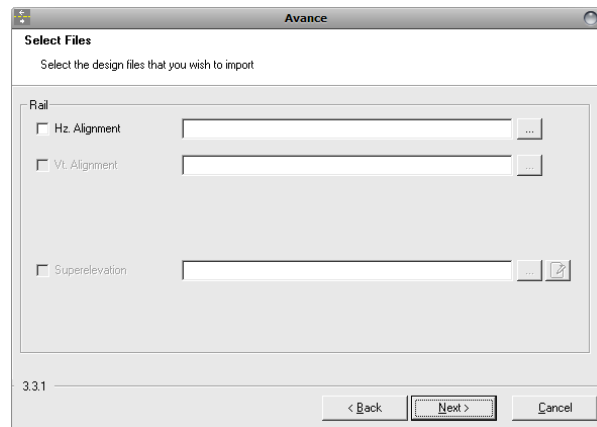 Avance
Select Files
Select the design files that you wish to import
Rail
Hz. Alignment
...
Vt. Alignment
...
Superelevation
...
3.3.1
< Back
Next >
Cancel